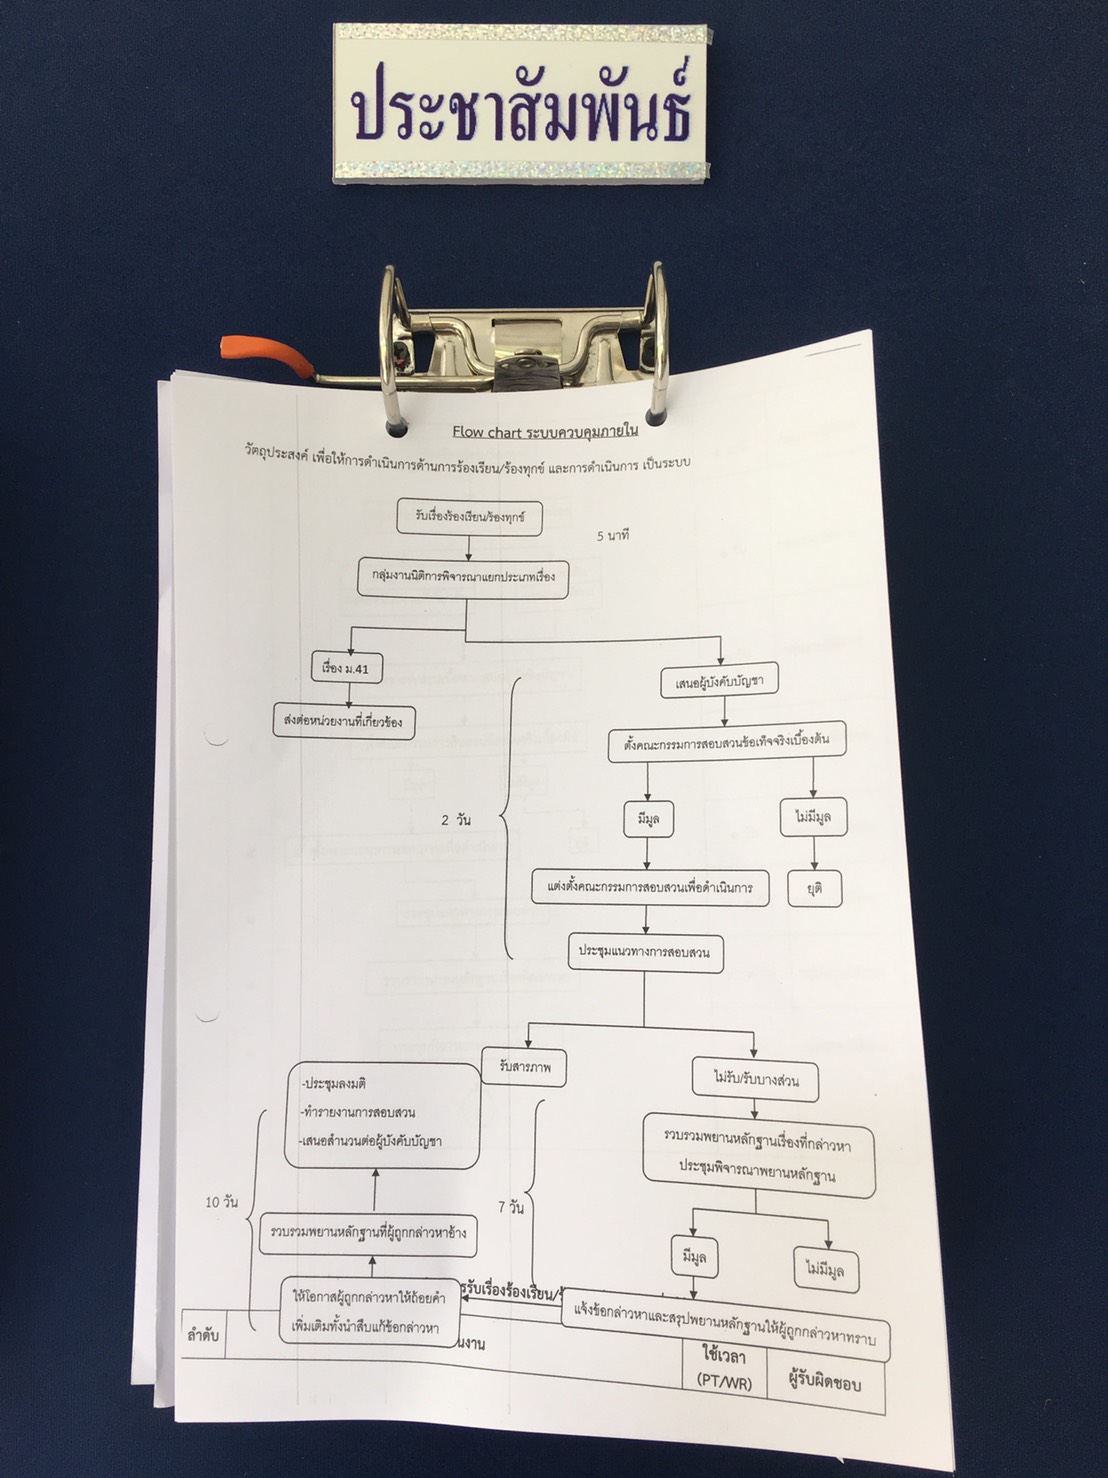 ประชาสัมพันธ์
Flow chart ระบบควบคุมภายใน
วัตถุประสงค์ เพื่อให้การดำเนินการด้านการร้องเรียน/ร้องทุกข์ และการดำเนินการ เป็นระบบ
รับเรื่องร้องเรียน/ร้องทุกข์
5 นาที
กลุ่มงานนิติการพิจารณาแยกประเภทเรื่อง
เรื่อง ม.41
เสนอผู้บังคับบัญชา
ส่งต่อหน่วยงานที่เกี่ยวข้อง
ตั้งคณะกรรมการสอบสวนข้อเท็จจริงเบื้องต้น
2 วัน
มีมูล
ไม่มีมูล
แต่งตั้งคณะกรรมการสอบสวนเพื่อดำเนินการ
ยุติ
ประชุมแนวทางการสอบสวน
รับสารภาพ
ไม่รับ/รับบางส่วน
-ประชุมลงมติ
-ทำรายงานการสอบสวน
-เสนอสำนวนต่อผู้บังคับบัญชา
รวบรวมพยานหลักฐานเรื่องที่กล่าวหา
ประชุมพิจารณาพยานหลักฐาน
10 วัน
7 วัน
รวบรวมพยานหลักฐานที่ผู้ถูกกล่าวหาอ้าง
มีมูล
ไม่มีมูล
ให้โอกาสผู้ถูกกล่าวหาให้ถ้อยคำ
เพิ่มเติมทั้งนำสืบแก้ข้อกล่าวหา
รรับเรื่องร้องเรียน/ร้
แจ้งข้อกล่าวหาและสรุปพยานหลักฐานให้ผู้ถูกกล่าวหาทราบ
ลำดับ
นงาน
ใช้เวลา
(PT/WR)
ผู้รับผิดชอบ